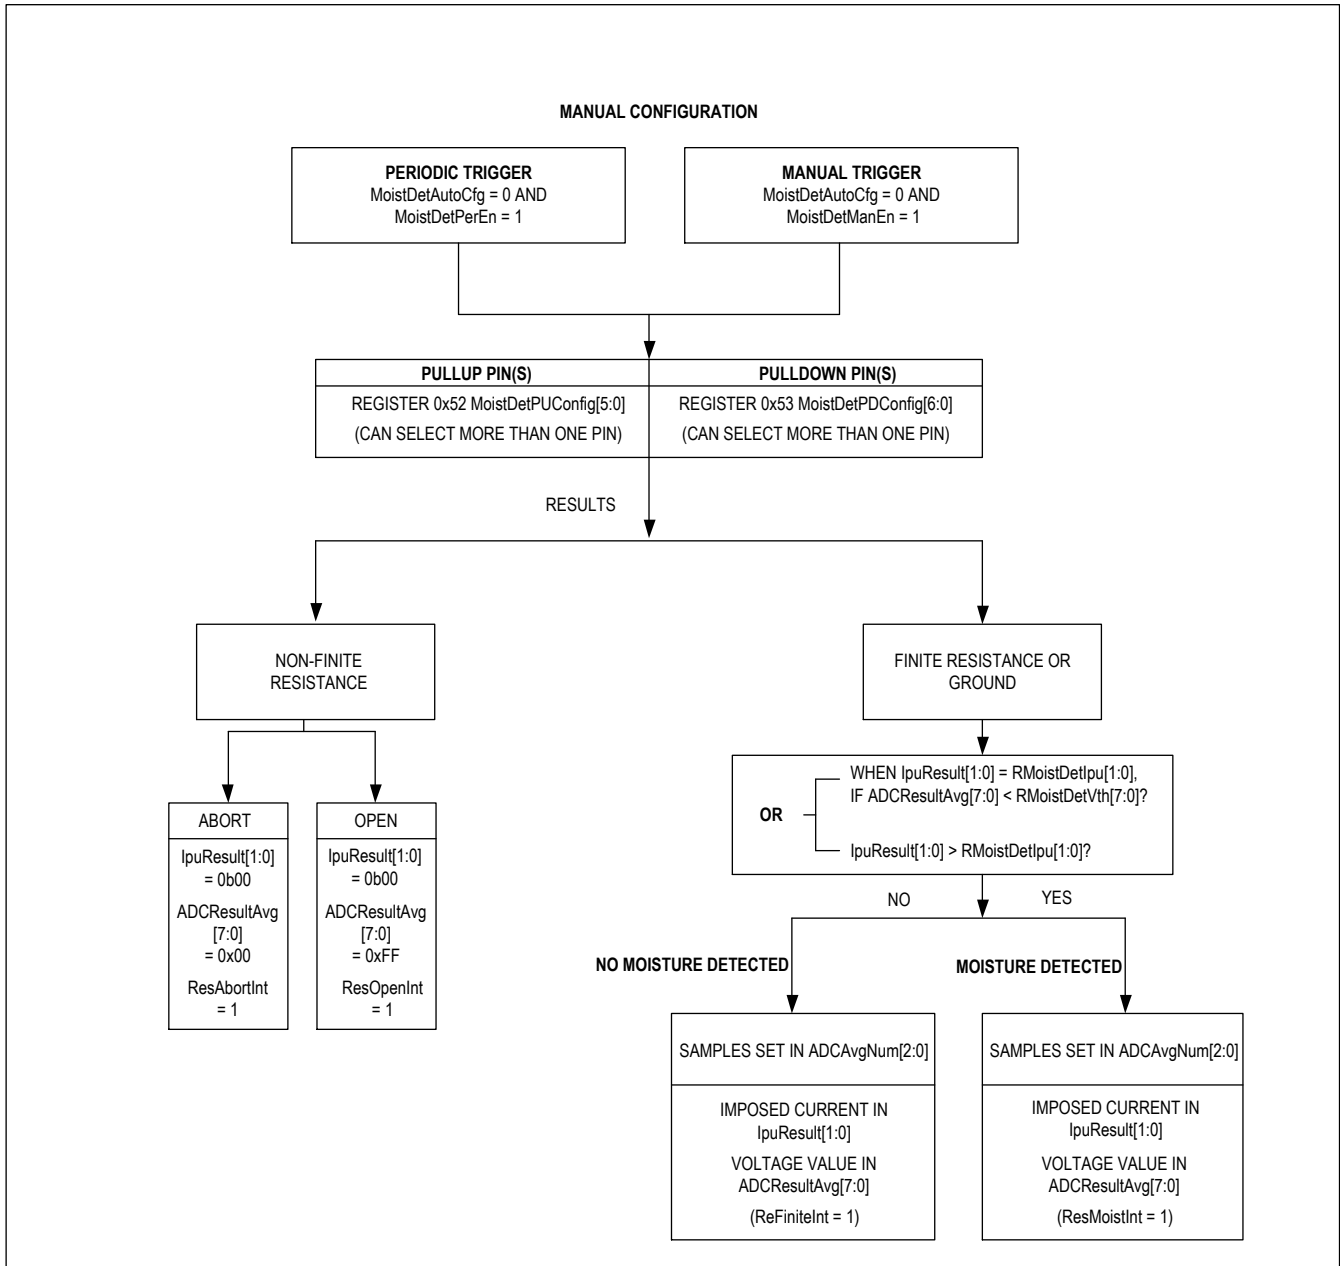 MANUAL CONFIGURATION
PERIODIC TRIGGER
MoistDetAutoCfg = 0 AND
MoistDetPerEn = 1
MANUAL TRIGGER
MoistDetAutoCfg = 0 AND
MoistDetManEn = 1
PULLUP PIN(S)
REGISTER 0x52 MoistDetPUConfig[5:0]
(CAN SELECT MORE THAN ONE PIN)
PULLDOWN PIN(S)
REGISTER 0x53 MoistDetPDConfig[6:0]
(CAN SELECT MORE THAN ONE PIN)
RESULTS
NON-FINITE
RESISTANCE
FINITE RESISTANCE OR
GROUND
ABORT
IpuResult[1:0]
= 0b00
ADCResultAvg
[7:0]
= 0x00
ResAbortInt
= 1
OPEN
IpuResult[1:0]
= 0b00
ADCResultAvg
[7:0]
= 0xFF
ResOpenInt
= 1
OR
WHEN IpuResult[1:0] = RMoistDetIpu[1:0],
IF ADCResultAvg[7:0] < RMoistDetVth[7:0]?
IpuResult[1:0] > RMoistDetIpu[1:0]?
NO
YES
NO MOISTURE DETECTED
MOISTURE DETECTED
SAMPLES SET IN ADCAvgNum[2:0]
IMPOSED CURRENT IN
IpuResult[1:0]
VOLTAGE VALUE IN
ADCResultAvg[7:0]
(ReFiniteInt = 1)
SAMPLES SET IN ADCAvgNum[2:0]
IMPOSED CURRENT IN
IpuResult[1:0]
VOLTAGE VALUE IN
ADCResultAvg[7:0]
(ResMoistInt = 1)